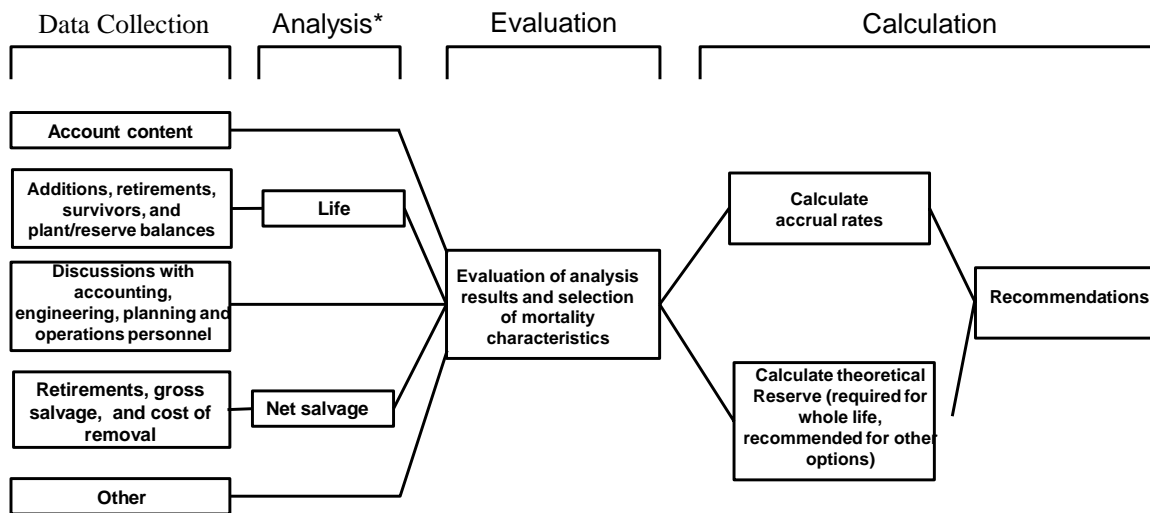 Data Collection
Analysis*
Evaluation
Calculation
Account content
Additions, retirements,
survivors, and
plant/reserve balances
Life
Discussions with
accounting,
engineering, planning and
operations personnel
Retirements, gross
salvage, and cost of
removal
Net salvage
Other
Evaluation of analysis
results and selection
of mortality
characteristics
Calculate
accrual rates
Calculate theoretical
Reserve (required for
whole life,
recommended for other
options)
Recommendations